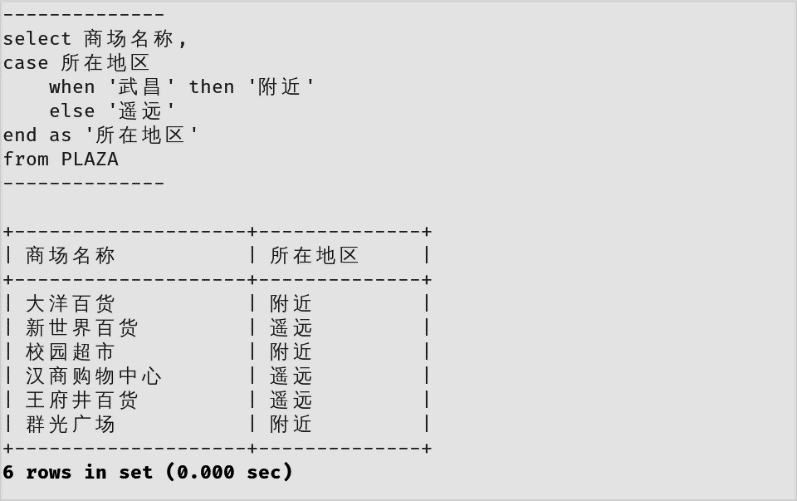 --------------
select 商场名称,
case 所在地区
    when '武昌' then '附近'
    else '遥远'
end as '所在地区'
from PLAZA
--------------

+--------------------+--------------+
| 商场名称           | 所在地区     |
+--------------------+--------------+
| 大洋百货           | 附近         |
| 新世界百货         | 遥远         |
| 校园超市           | 附近         |
| 汉商购物中心       | 遥远         |
| 王府井百货         | 遥远         |
| 群光广场           | 附近         |
+--------------------+--------------+
6 rows in set (0.000 sec)